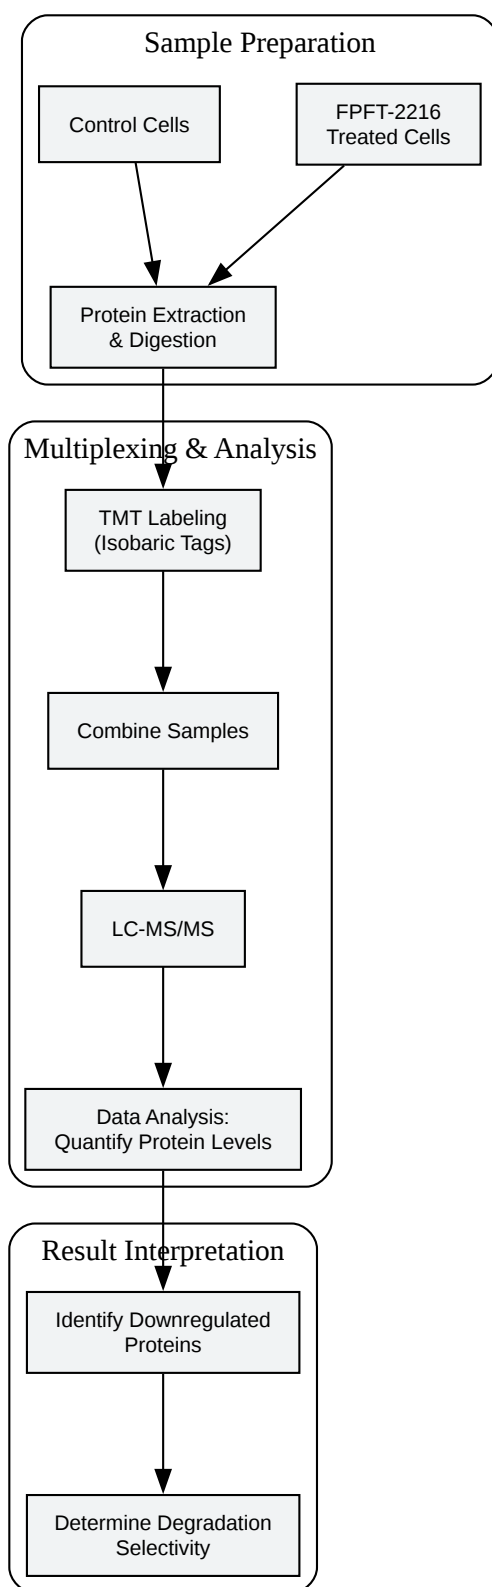 Sample Preparation
Control Cells
FPFT-2216
Treated Cells
Protein Extraction
& Digestion
Multiplexing & Analysis
TMT Labeling
(Isobaric Tags)
Combine Samples
LC-MS/MS
Data Analysis:
Quantify Protein Levels
Result Interpretation
Identify Downregulated
Proteins
Determine Degradation
Selectivity